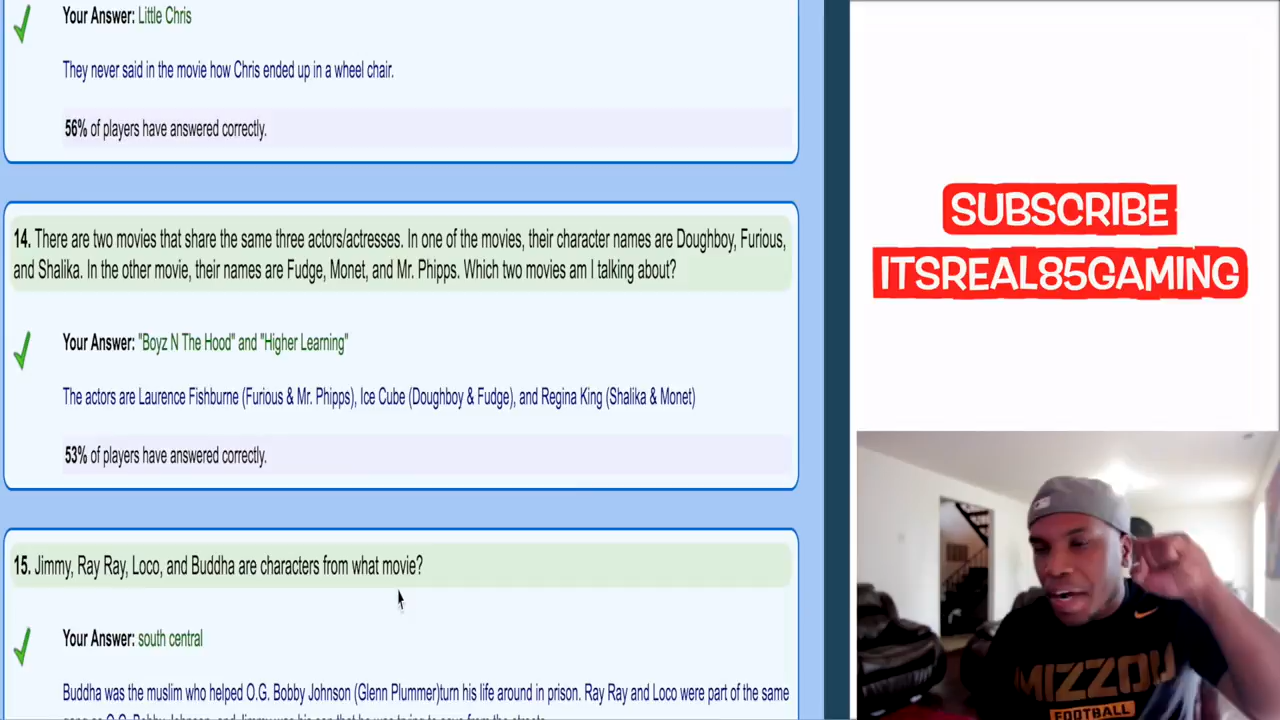 Your Answer: Little Chris
They never said in the movie how Chris ended up in a wheel chair.
56% of players have answered correctly.
14. There are two movies that share the same three actors/actresses. In one of the movies, their character names are Doughboy, Furious,
and Shalika. In the other movie, their names are Fudge, Monet, and Mr. Phipps. Which two movies am I talking about?
Your Answer: "Boyz N The Hood" and "Higher Learning"
The actors are Laurence Fishburne (Furious & Mr. Phipps), Ice Cube (Doughboy & Fudge), and Regina King (Shalika & Monet)
53% of players have answered correctly.
15. Jimmy, Ray Ray, Loco, and Buddha are characters from what movie?
Your Answer: south central
Buddha was the muslim who helped O.G. Bobby Johnson (Glenn Plummer)turn his life around in prison. Ray Ray and Loco were part of the same
SUBSCRIBE
ITSREAL85GAMING
MIZZOU
FOOTBALL